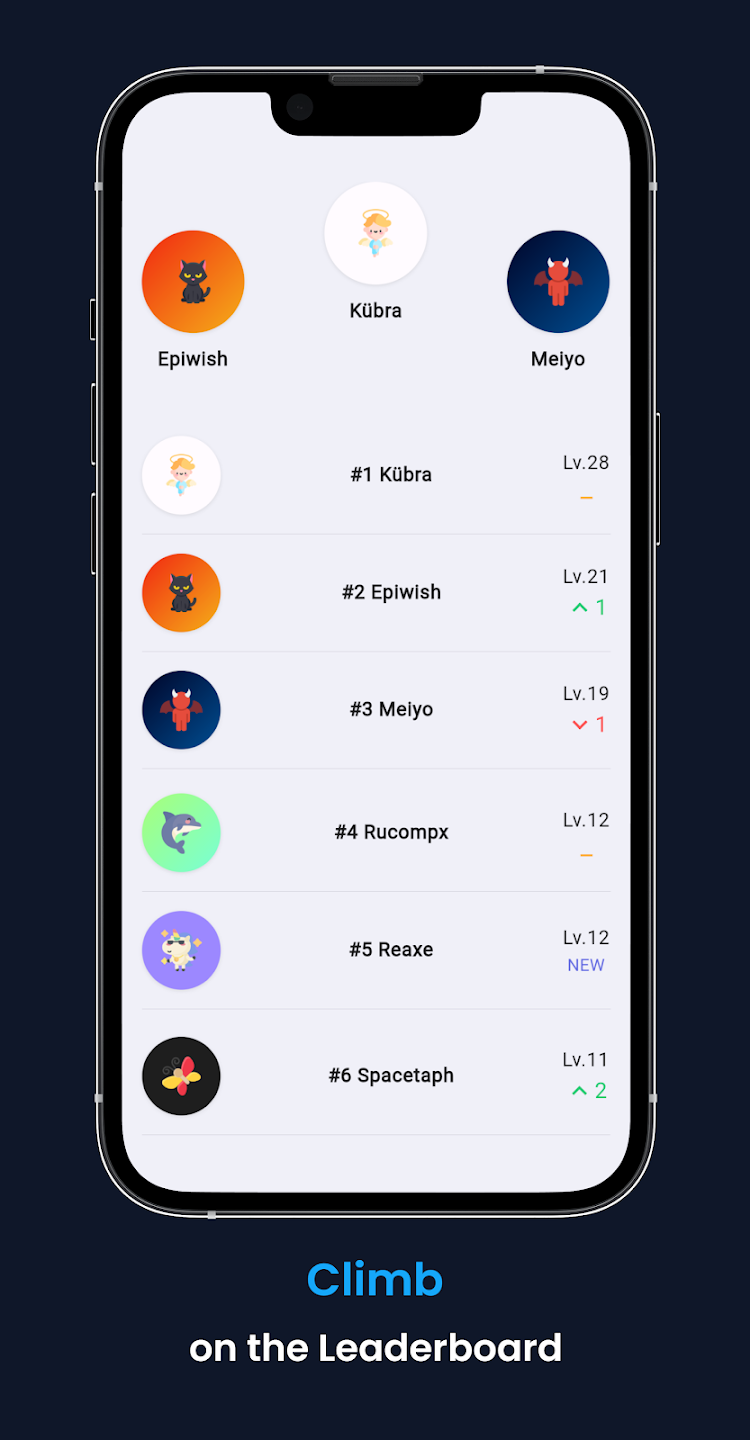 Kübra
Epiwish
Meiyo
#1 Kübra
Lv.28
–
#2 Epiwish
Lv.21
1
#3 Meiyo
Lv.19
1
#4 Rucompx
Lv.12
–
#5 Reaxe
Lv.12
NEW
#6 Spacetaph
Lv.11
2
Climb
on the Leaderboard